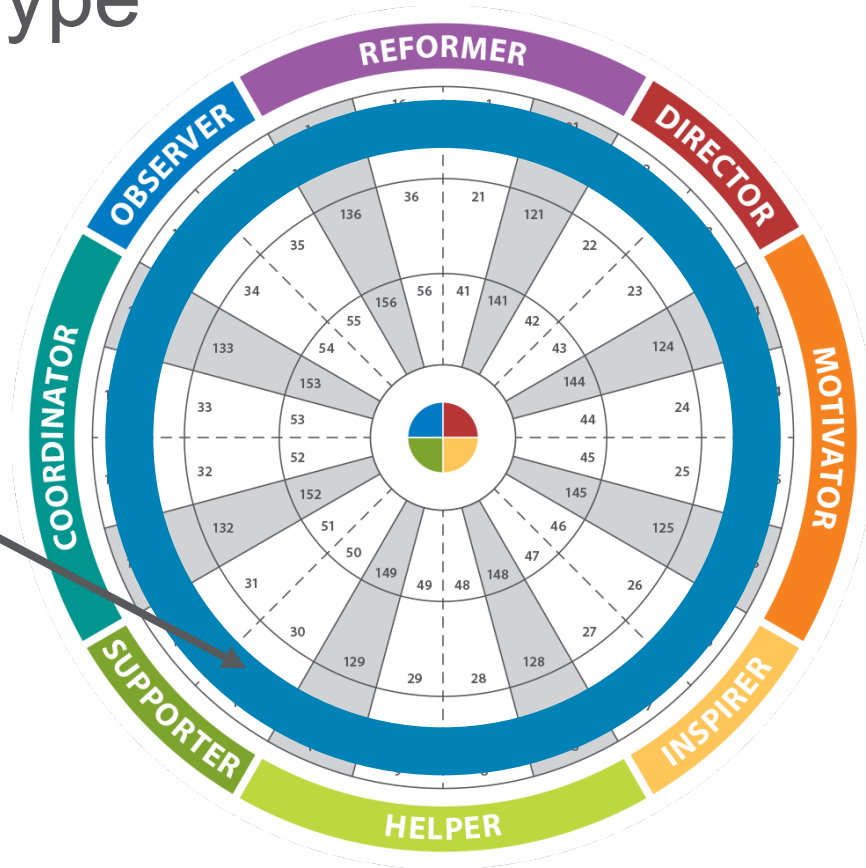 ype
REFORMER
OBSERVER
DIRECTOR
36 21
136 121
35 22
34 23
156 56 41 141
55 42
54 43
133 124
153 144
33 24
53 44
COORDINATOR
MOTIVATOR
52 45
32 25
152 145
51 46
132 125
50 47
149 49 48 148
31 26
30 27
129 128
29 28
SUPPORTER
INSPIRER
HELPER